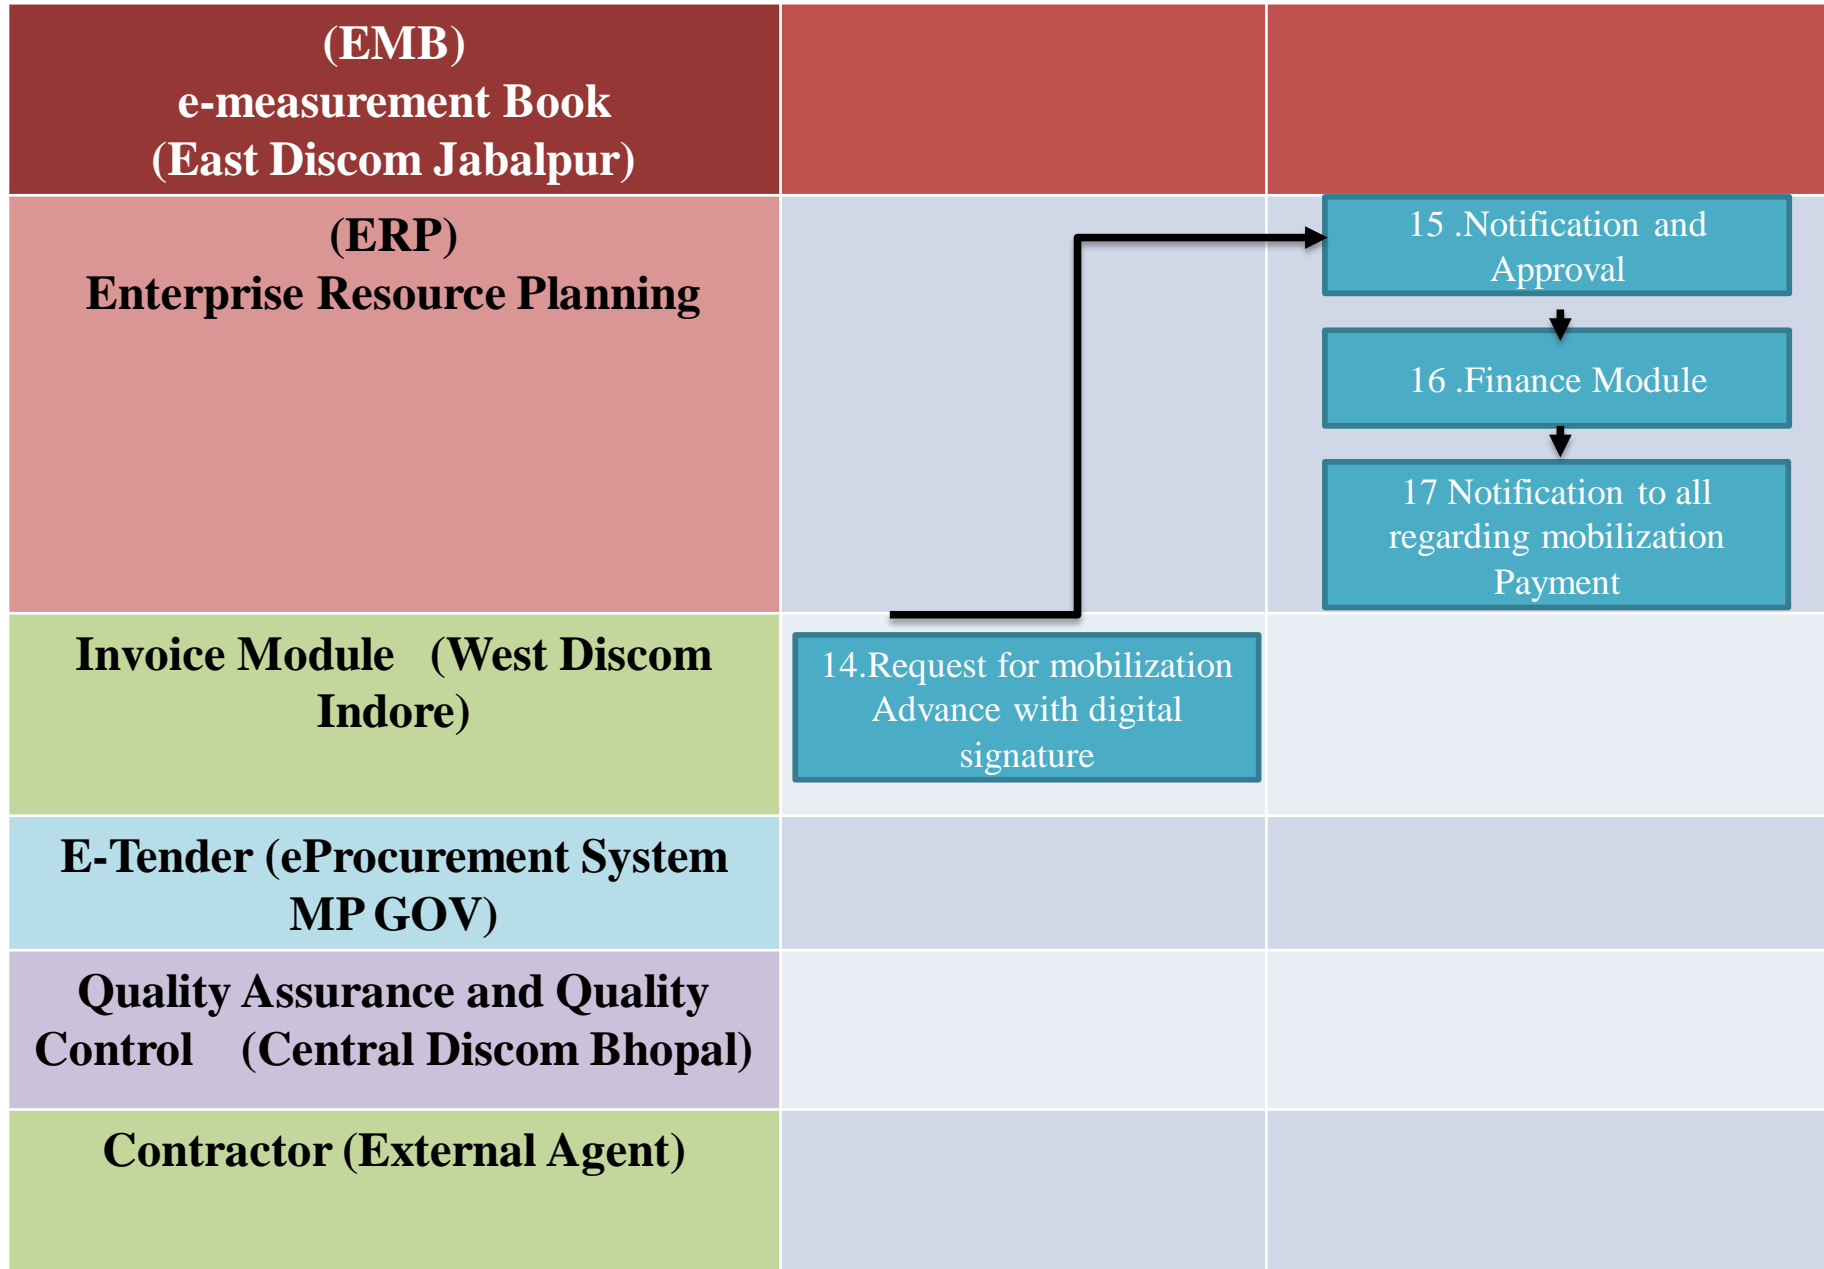 (EMB)
e-measurement Book
(East Discom Jabalpur)
(ERP)
Enterprise Resource Planning
15 .Notification and
Approval
16 .Finance Module
17 Notification to all
regarding mobilization
Payment
Invoice Module (West Discom
Indore)
14.Request for mobilization
Advance with digital
signature
E-Tender (eProcurement System
MP GOV)
Quality Assurance and Quality
Control (Central Discom Bhopal)
Contractor (External Agent)